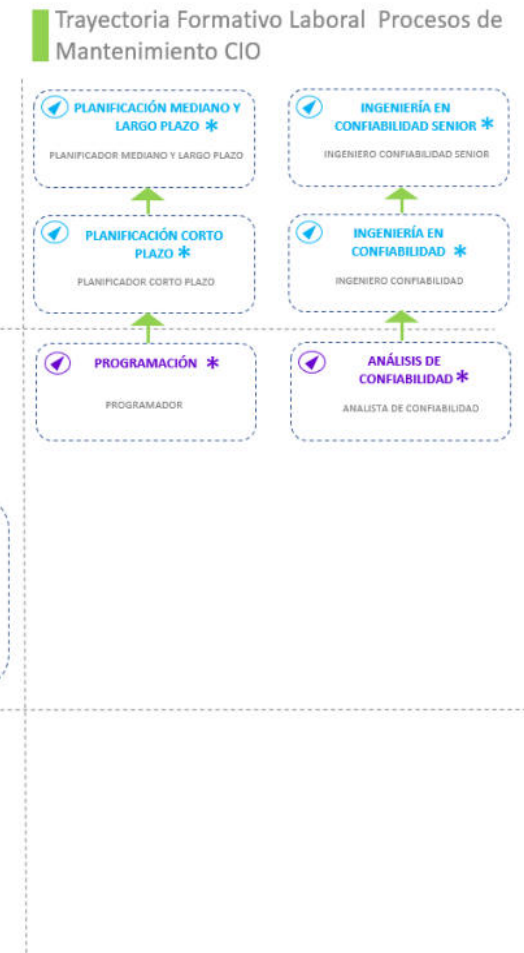 Trayectoria Formativo Laboral Procesos de
Mantenimiento CIO
PLANIFICACIÓN MEDIANO Y
LARGO PLAZO *
PLANIFICADOR MEDIANO Y LARGO PLAZO
INGENIERÍA EN
CONFIABILIDAD SENIOR *
INGENIERO CONFIABILIDAD SENIOR
PLANIFICACIÓN CORTO
PLAZO *
PLANIFICADOR CORTO PLAZO
INGENIERÍA EN
CONFIABILIDAD *
INGENIERO CONFIABILIDAD
PROGRAMACIÓN *
PROGRAMADOR
ANÁLISIS DE
CONFIABILIDAD *
ANALISTA DE CONFIABILIDAD